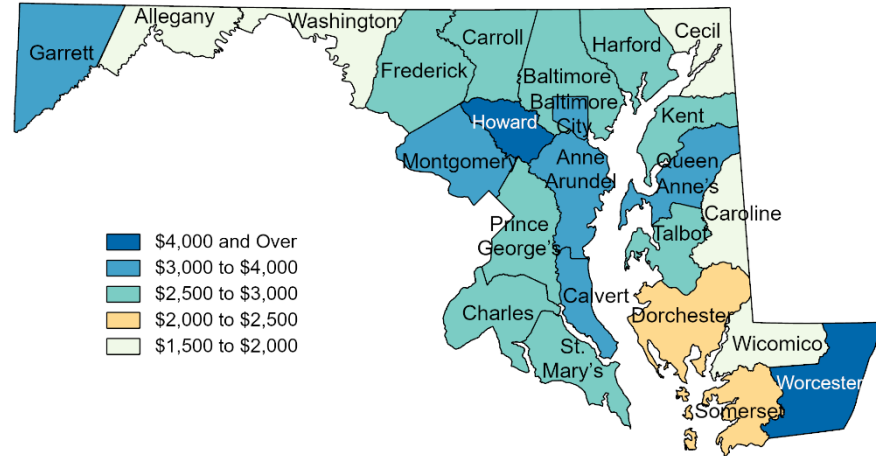 Garrett
Allegany
Washington
Frederick
Carroll
Baltimore
Harford
Cecil
Baltimore
City
Howard
Montgomery
Anne
Arundel
Kent
Queen
Anne's
Caroline
Talbot
Prince
George's
Calvert
Charles
St.
Mary's
Dorchester
Wicomico
Somerset
Worcester
$4,000 and Over
$3,000 to $4,000
$2,500 to $3,000
$2,000 to $2,500
$1,500 to $2,000